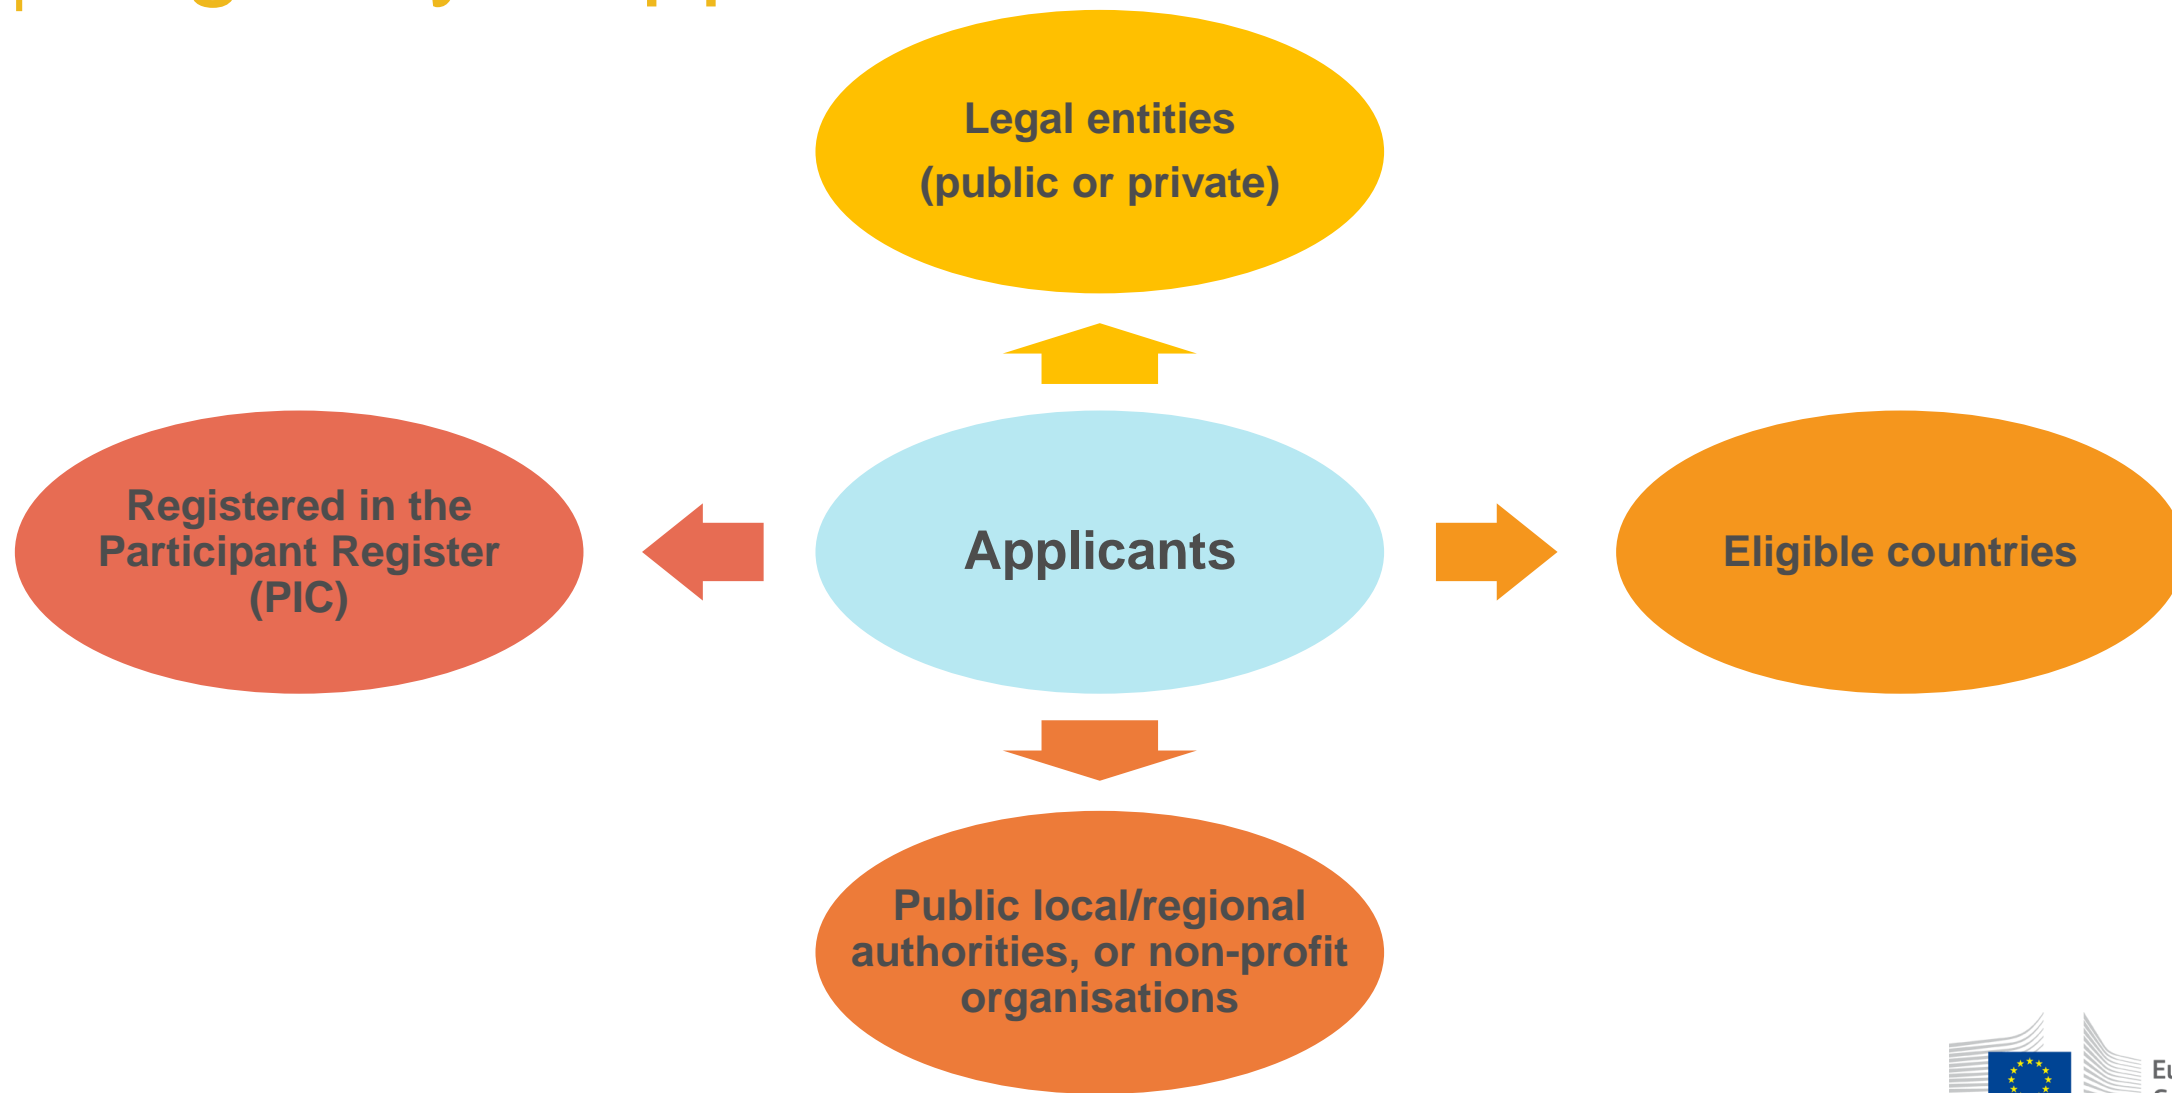 Legal entities
(public or private)
Registered in the
Participant Register
(PIC)
Applicants
Eligible countries
Public local/regional
authorities, or non-profit
organisations